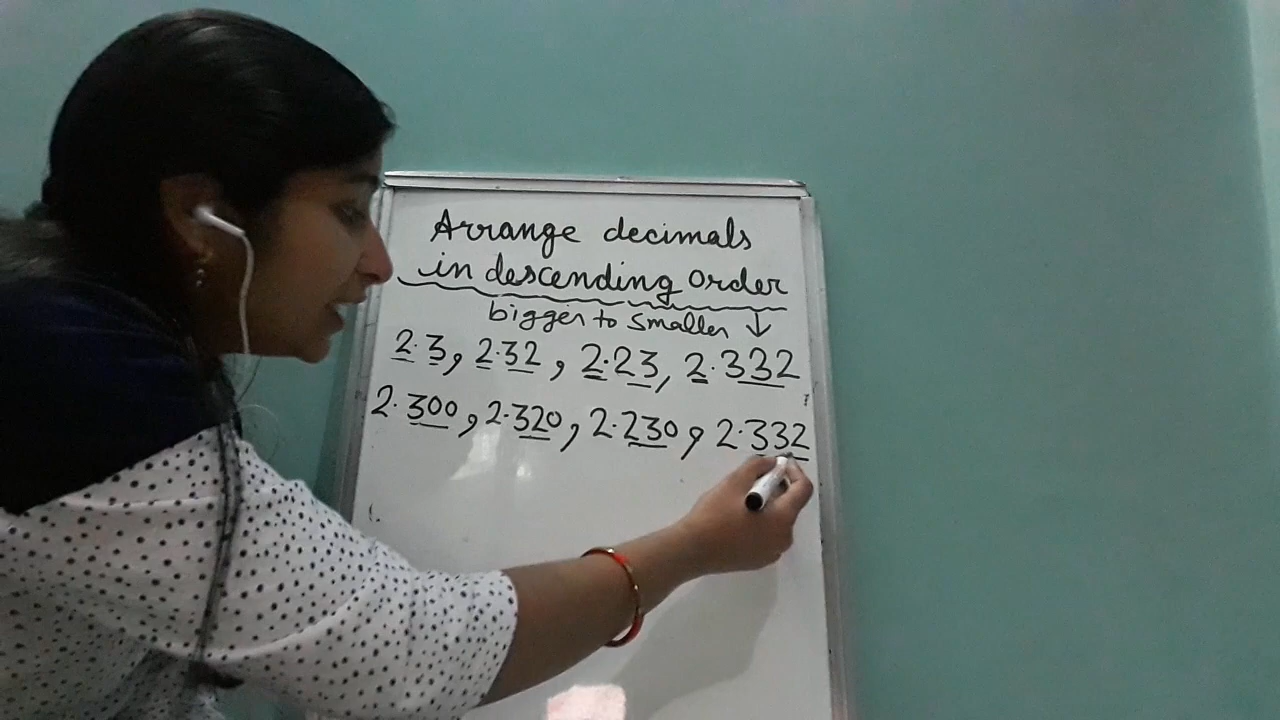 Arrange decimals
in descending Order
bigger to smaller ↓
2.3, 2.32, 2.23, 2.332
2.300, 2.320, 2.230, 2.332